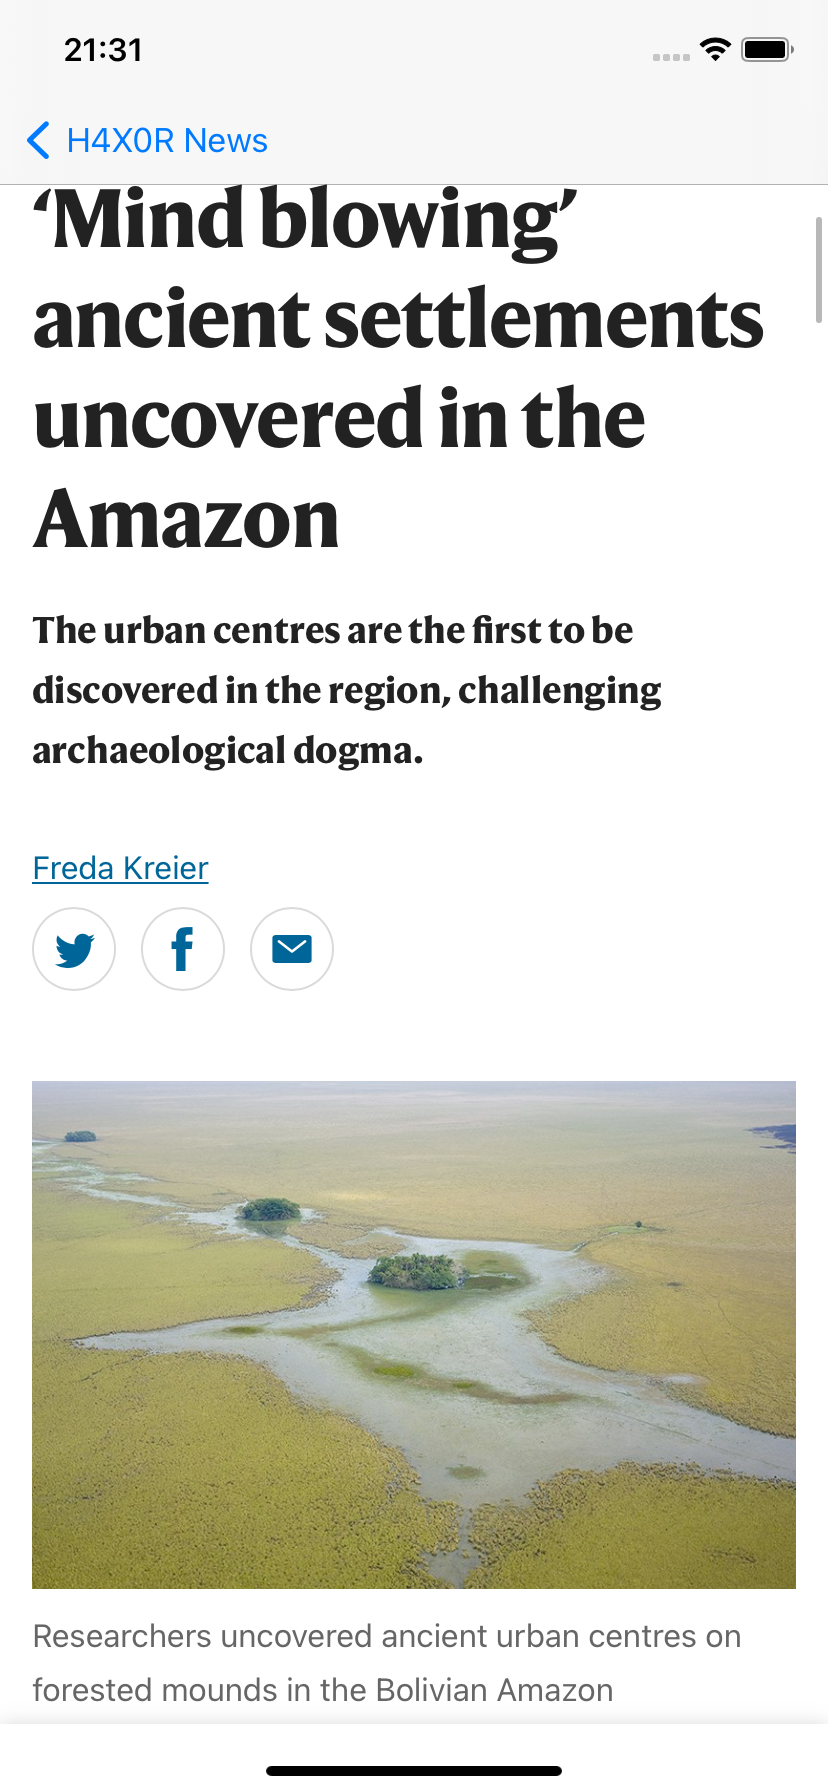 21:31
H4X0R News
‘Mind blowing’
ancient settlements
uncovered in the
Amazon
The urban centres are the first to be
discovered in the region, challenging
archaeological dogma.
Freda Kreier
Researchers uncovered ancient urban centres on
forested mounds in the Bolivian Amazon